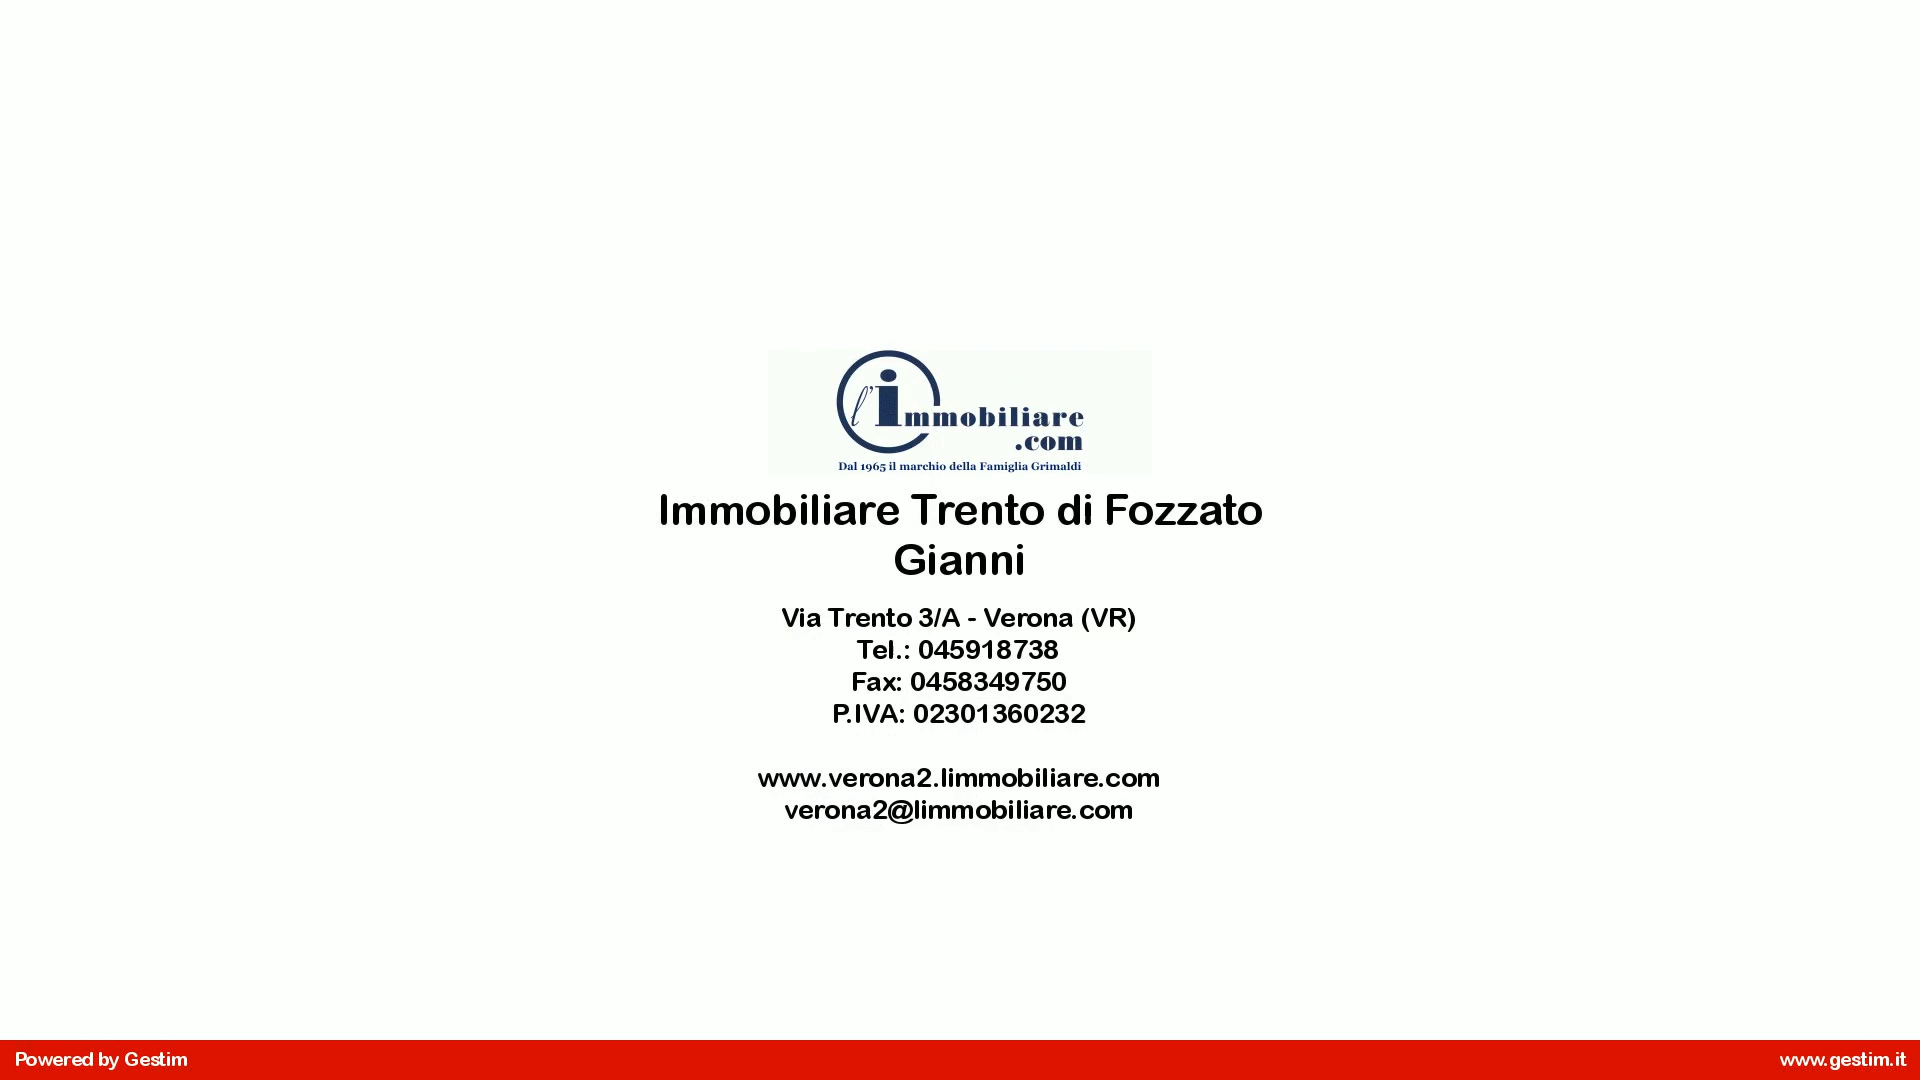 l'immobiliare
.com
Dal 1965 il marchio della Famiglia Grimaldi
Immobiliare Trento di Fozzato
Gianni
Via Trento 3/A - Verona (VR)
Tel.: 045918738
Fax: 0458349750
P.IVA: 02301360232
www.verona2.limmobiliare.com
verona2@limmobiliare.com
Powered by Gestim
www.gestim.it